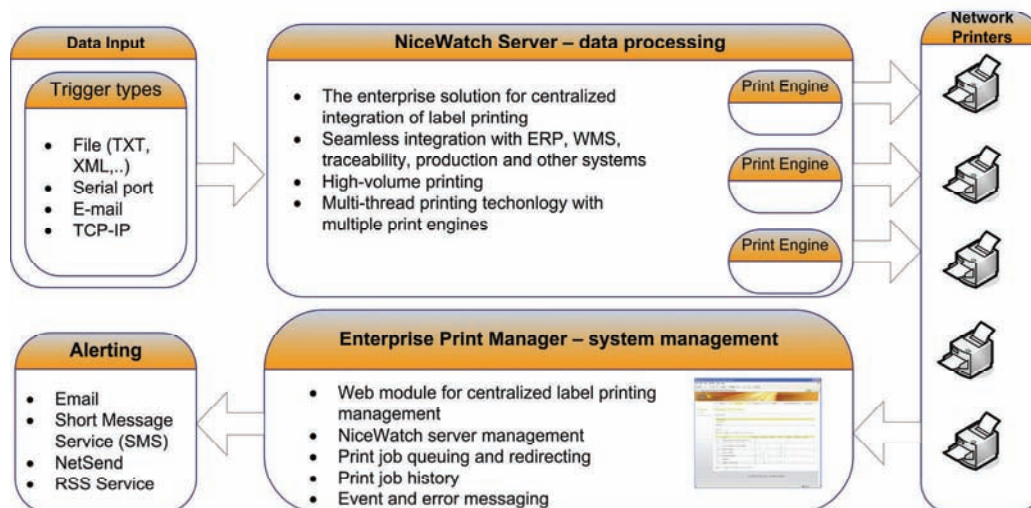 Data Input
Trigger types
• File (TXT,
XML,..)
• Serial port
• E-mail
• TCP-IP
NiceWatch Server – data processing
• The enterprise solution for centralized
integration of label printing
• Seamless integration with ERP, WMS,
traceability, production and other systems
• High-volume printing
• Multi-thread printing techonlogy with
multiple print engines
Print Engine
Print Engine
Print Engine
Network
Printers
Alerting
• Email
• Short Message
Service (SMS)
• NetSend
• RSS Service
Enterprise Print Manager – system management
• Web module for centralized label printing
management
• NiceWatch server management
• Print job queuing and redirecting
• Print job history
• Event and error messaging